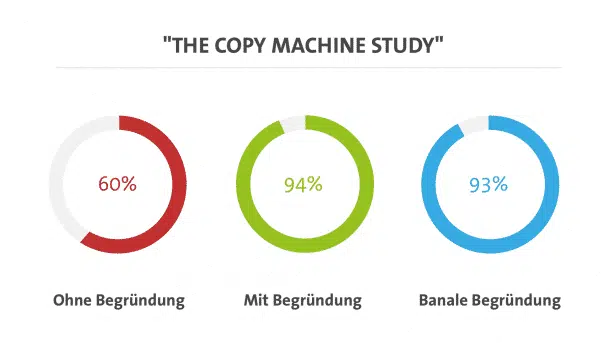 "THE COPY MACHINE STUDY"
60%
94%
93%
Ohne Begründung
Mit Begründung
Banale Begründung